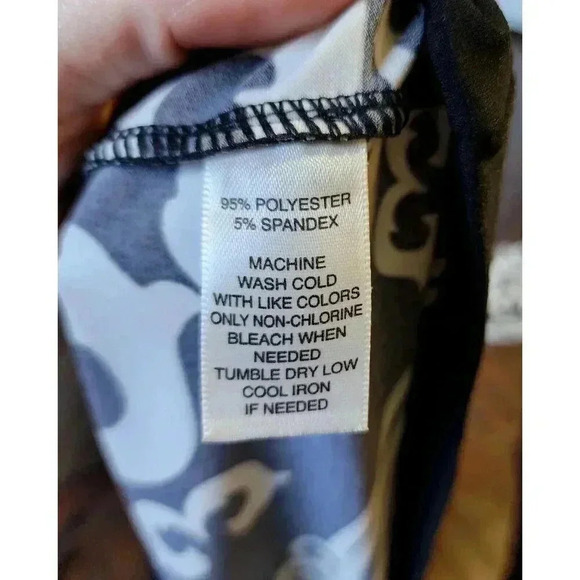 95% POLYESTER
5% SPANDEX
MACHINE
WASH COLD
WITH LIKE COLORS
ONLY NON-CHLORINE
BLEACH WHEN
NEEDED
TUMBLE DRY LOW
COOL IRON
IF NEEDED